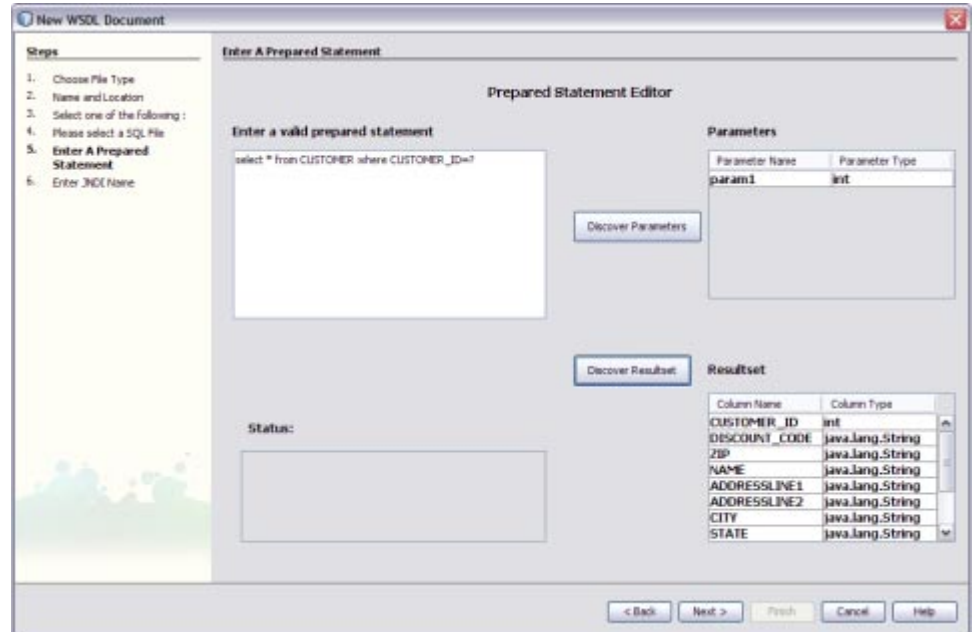 New WSDL Document
Steps
1. Choose File Type
2. Name and Location
3. Select one of the following :
4. Please select a SQL File
5. Enter A Prepared
Statement
6. Enter JNDI Name
Enter A Prepared Statement
Prepared Statement Editor
Enter a valid prepared statement
select * from CUSTOMER where CUSTOMER_ID=?
Discover Parameters
Parameters
Parameter Name Parameter Type
param1 int
Discover Resultset
Resultset
Column Name Column Type
CUSTOMER_ID int
DISCOUNT_CODE java.lang.String
ZIP java.lang.String
NAME java.lang.String
ADDRESSLINE1 java.lang.String
ADDRESSLINE2 java.lang.String
CITY java.lang.String
STATE java.lang.String
Status:
< Back Next > Finish Cancel Help